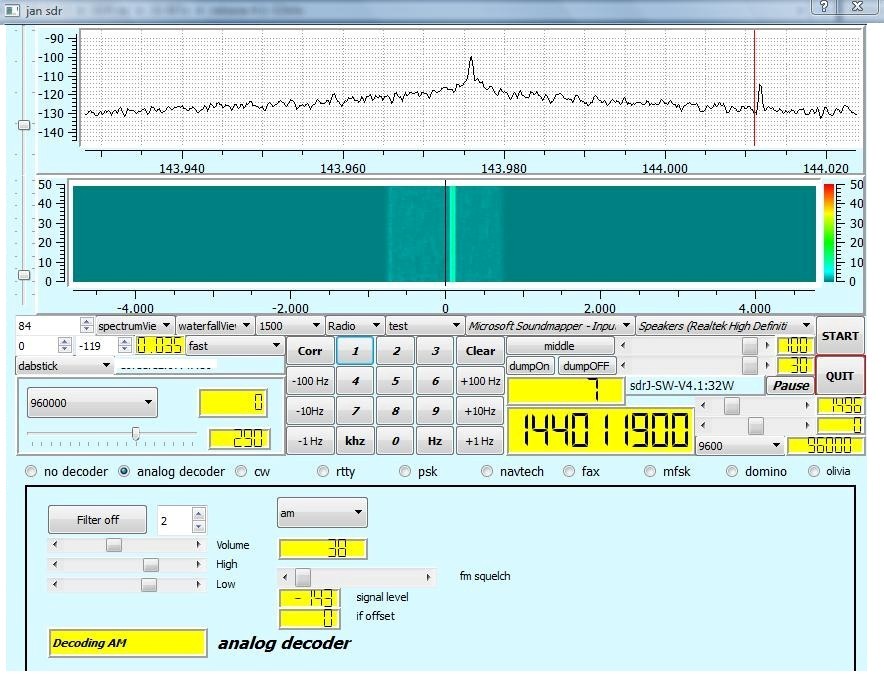 jan sdr
-90
-100
-110
-120
-130
-140
143.940 143.960 143.980 144.000 144.020
50 50
40 40
30 30
20 20
10 10
0 0
-4.000 -2.000 0 2.000 4.000
84 spectrumVie waterfallVie 1500 Radio test Microsoft Soundmapper - Inpu Speakers (Realtek High Definiti START
0 -119 0.035 fast Corr 1 2 3 Clear middle 100
dabstick -100 Hz 4 5 6 +100 Hz dumpOn dumpOFF 30 QUIT
960000 0 -10Hz 7 8 9 +10Hz 7 sdrJ-SW-V4.1:32W Pause
290 -1 Hz khz 0 Hz +1 Hz 144011900 1496
0
9600 96000
no decoder analog decoder cw rtty psk navtech fax mfsk domino olivia
Filter off 2 am
Volume 38
High fm squelch
Low -143 signal level
0 if offset
Decoding AM analog decoder